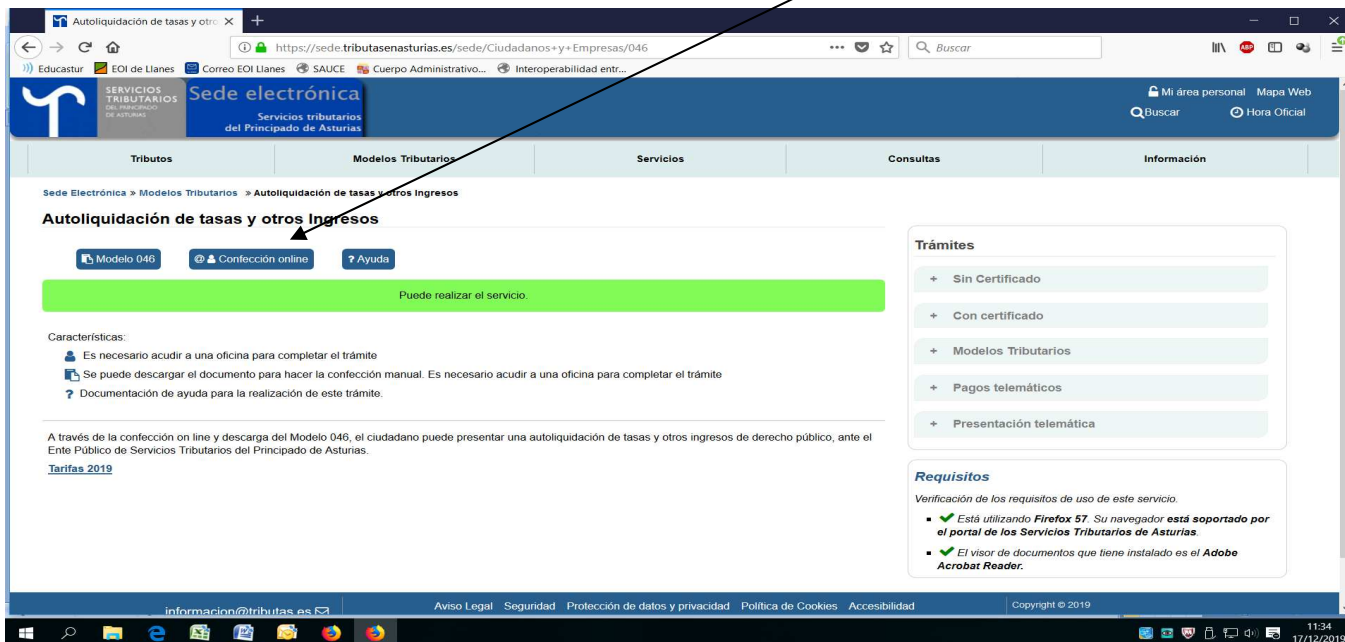 Autoliquidación de tasas y otro
https://sede.tributasenasturias.es/sede/Ciudadanos+y+Empresas/046
Buscar
Educastur EOI de Llanes Correo EOI Llanes SAUCE Cuerpo Administrativo... Interoperabilidad entr...
SERVICIOS
TRIBUTARIOS
DEL PRINCIPADO
DE ASTURIAS
Sede electrónica
Servicios tributarios
del Principado de Asturias
Mi área personal Mapa Web
Buscar Hora Oficial
Tributos Modelos Tributarios Servicios Consultas Información
Sede Electrónica » Modelos Tributarios » Autoliquidación de tasas y otros Ingresos
Autoliquidación de tasas y otros Ingresos
Modelo 046 @ Confección online ? Ayuda
Puede realizar el servicio.
Características:
Es necesario acudir a una oficina para completar el trámite
Se puede descargar el documento para hacer la confección manual. Es necesario acudir a una oficina para completar el trámite
? Documentación de ayuda para la realización de este trámite.
A través de la confección on line y descarga del Modelo 046, el ciudadano puede presentar una autoliquidación de tasas y otros ingresos de derecho público, ante el
Ente Público de Servicios Tributarios del Principado de Asturias.
Tarifas 2019
Trámites
+ Sin Certificado
+ Con certificado
+ Modelos Tributarios
+ Pagos telemáticos
+ Presentación telemática
Requisitos
Verificación de los requisitos de uso de este servicio.
Está utilizando Firefox 57. Su navegador está soportado por
el portal de los Servicios Tributarios de Asturias.
El visor de documentos que tiene instalado es el Adobe
Acrobat Reader.
informacion@tributas.es
Aviso Legal Seguridad Protección de datos y privacidad Política de Cookies Accesibilidad
Copyright © 2019
11:34
17/12/2019